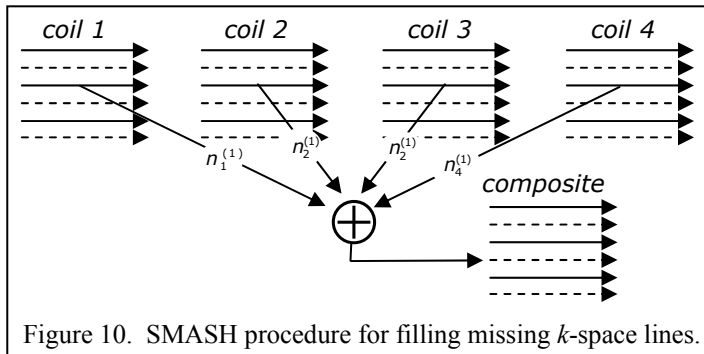 coil 1 coil 2 coil 3 coil 4
n₁⁽¹⁾ n₂⁽¹⁾ n₂⁽¹⁾ n₄⁽¹⁾
composite
Figure 10. SMASH procedure for filling missing k-space lines.